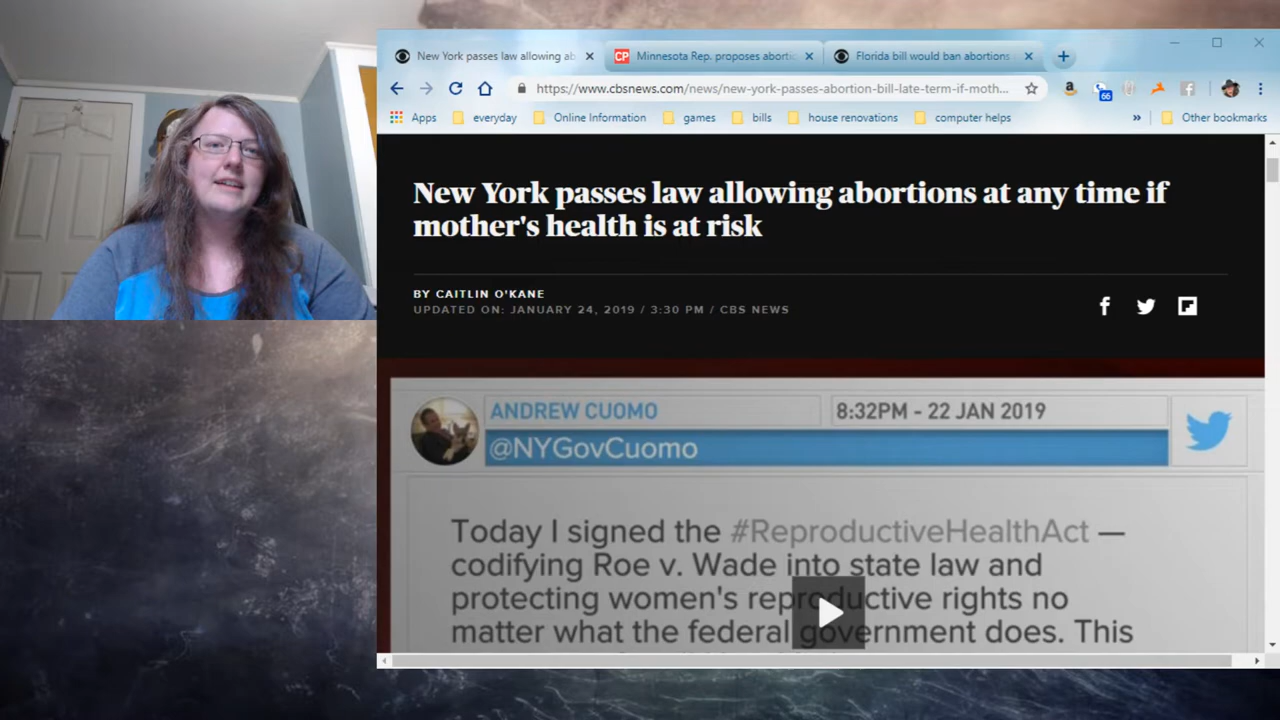 New York passes law allowing ab
CP Minnesota Rep. proposes aborti
Florida bill would ban abortions
https://www.cbsnews.com/news/new-york-passes-abortion-bill-late-term-if-moth...
66
Apps everyday Online Information games bills house renovations computer helps » Other bookmarks
New York passes law allowing abortions at any time if
mother's health is at risk
BY CAITLIN O'KANE
UPDATED ON: JANUARY 24, 2019 / 3:30 PM / CBS NEWS
ANDREW CUOMO 8:32PM - 22 JAN 2019
@NYGovCuomo
Today I signed the #ReproductiveHealthAct —
codifying Roe v. Wade into state law and
protecting women's reproductive rights no
matter what the federal government does. This